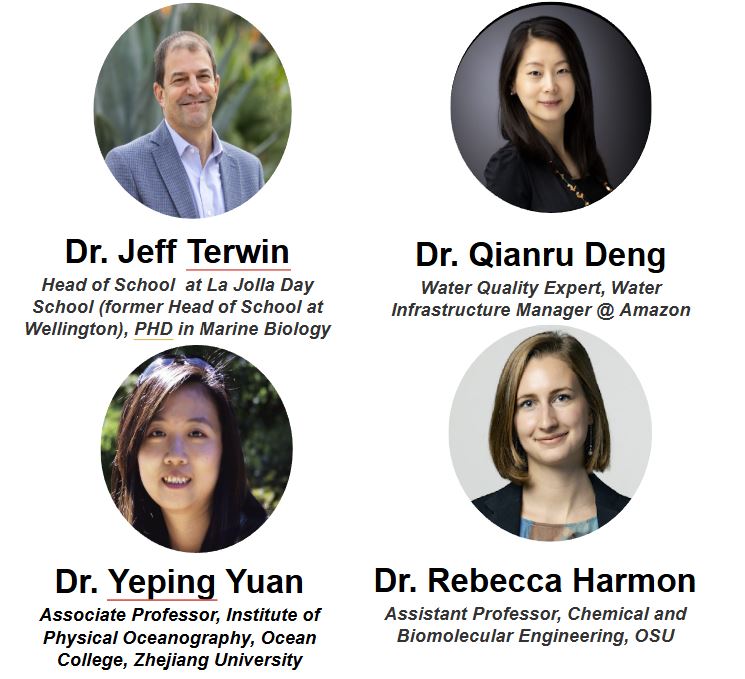 Dr. Jeff Terwin
Head of School at La Jolla Day
School (former Head of School at
Wellington), PHD in Marine Biology
Dr. Qianru Deng
Water Quality Expert, Water
Infrastructure Manager @ Amazon
Dr. Yeping Yuan
Associate Professor, Institute of
Physical Oceanography, Ocean
College, Zhejiang University
Dr. Rebecca Harmon
Assistant Professor, Chemical and
Biomolecular Engineering, OSU